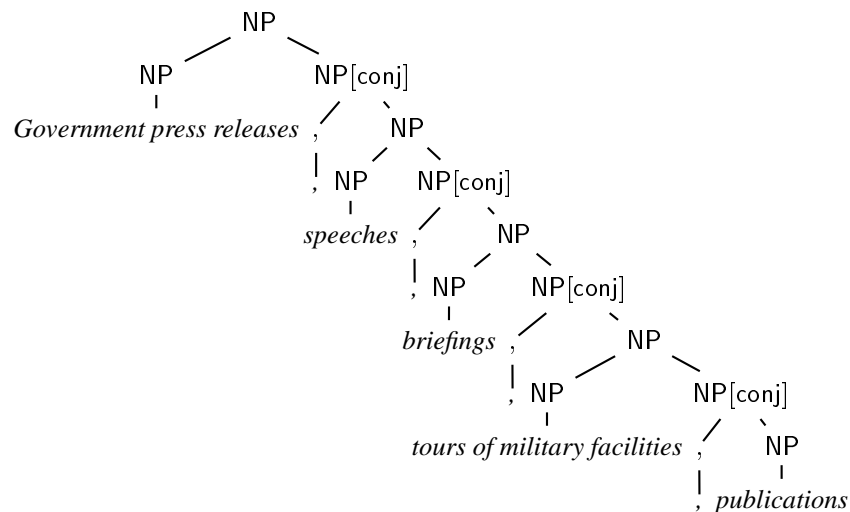 NP
NP NP[conj]
Government press releases , NP
, NP NP[conj]
speeches , NP
, NP NP[conj]
briefings , NP
, NP NP[conj]
tours of military facilities , NP
, publications